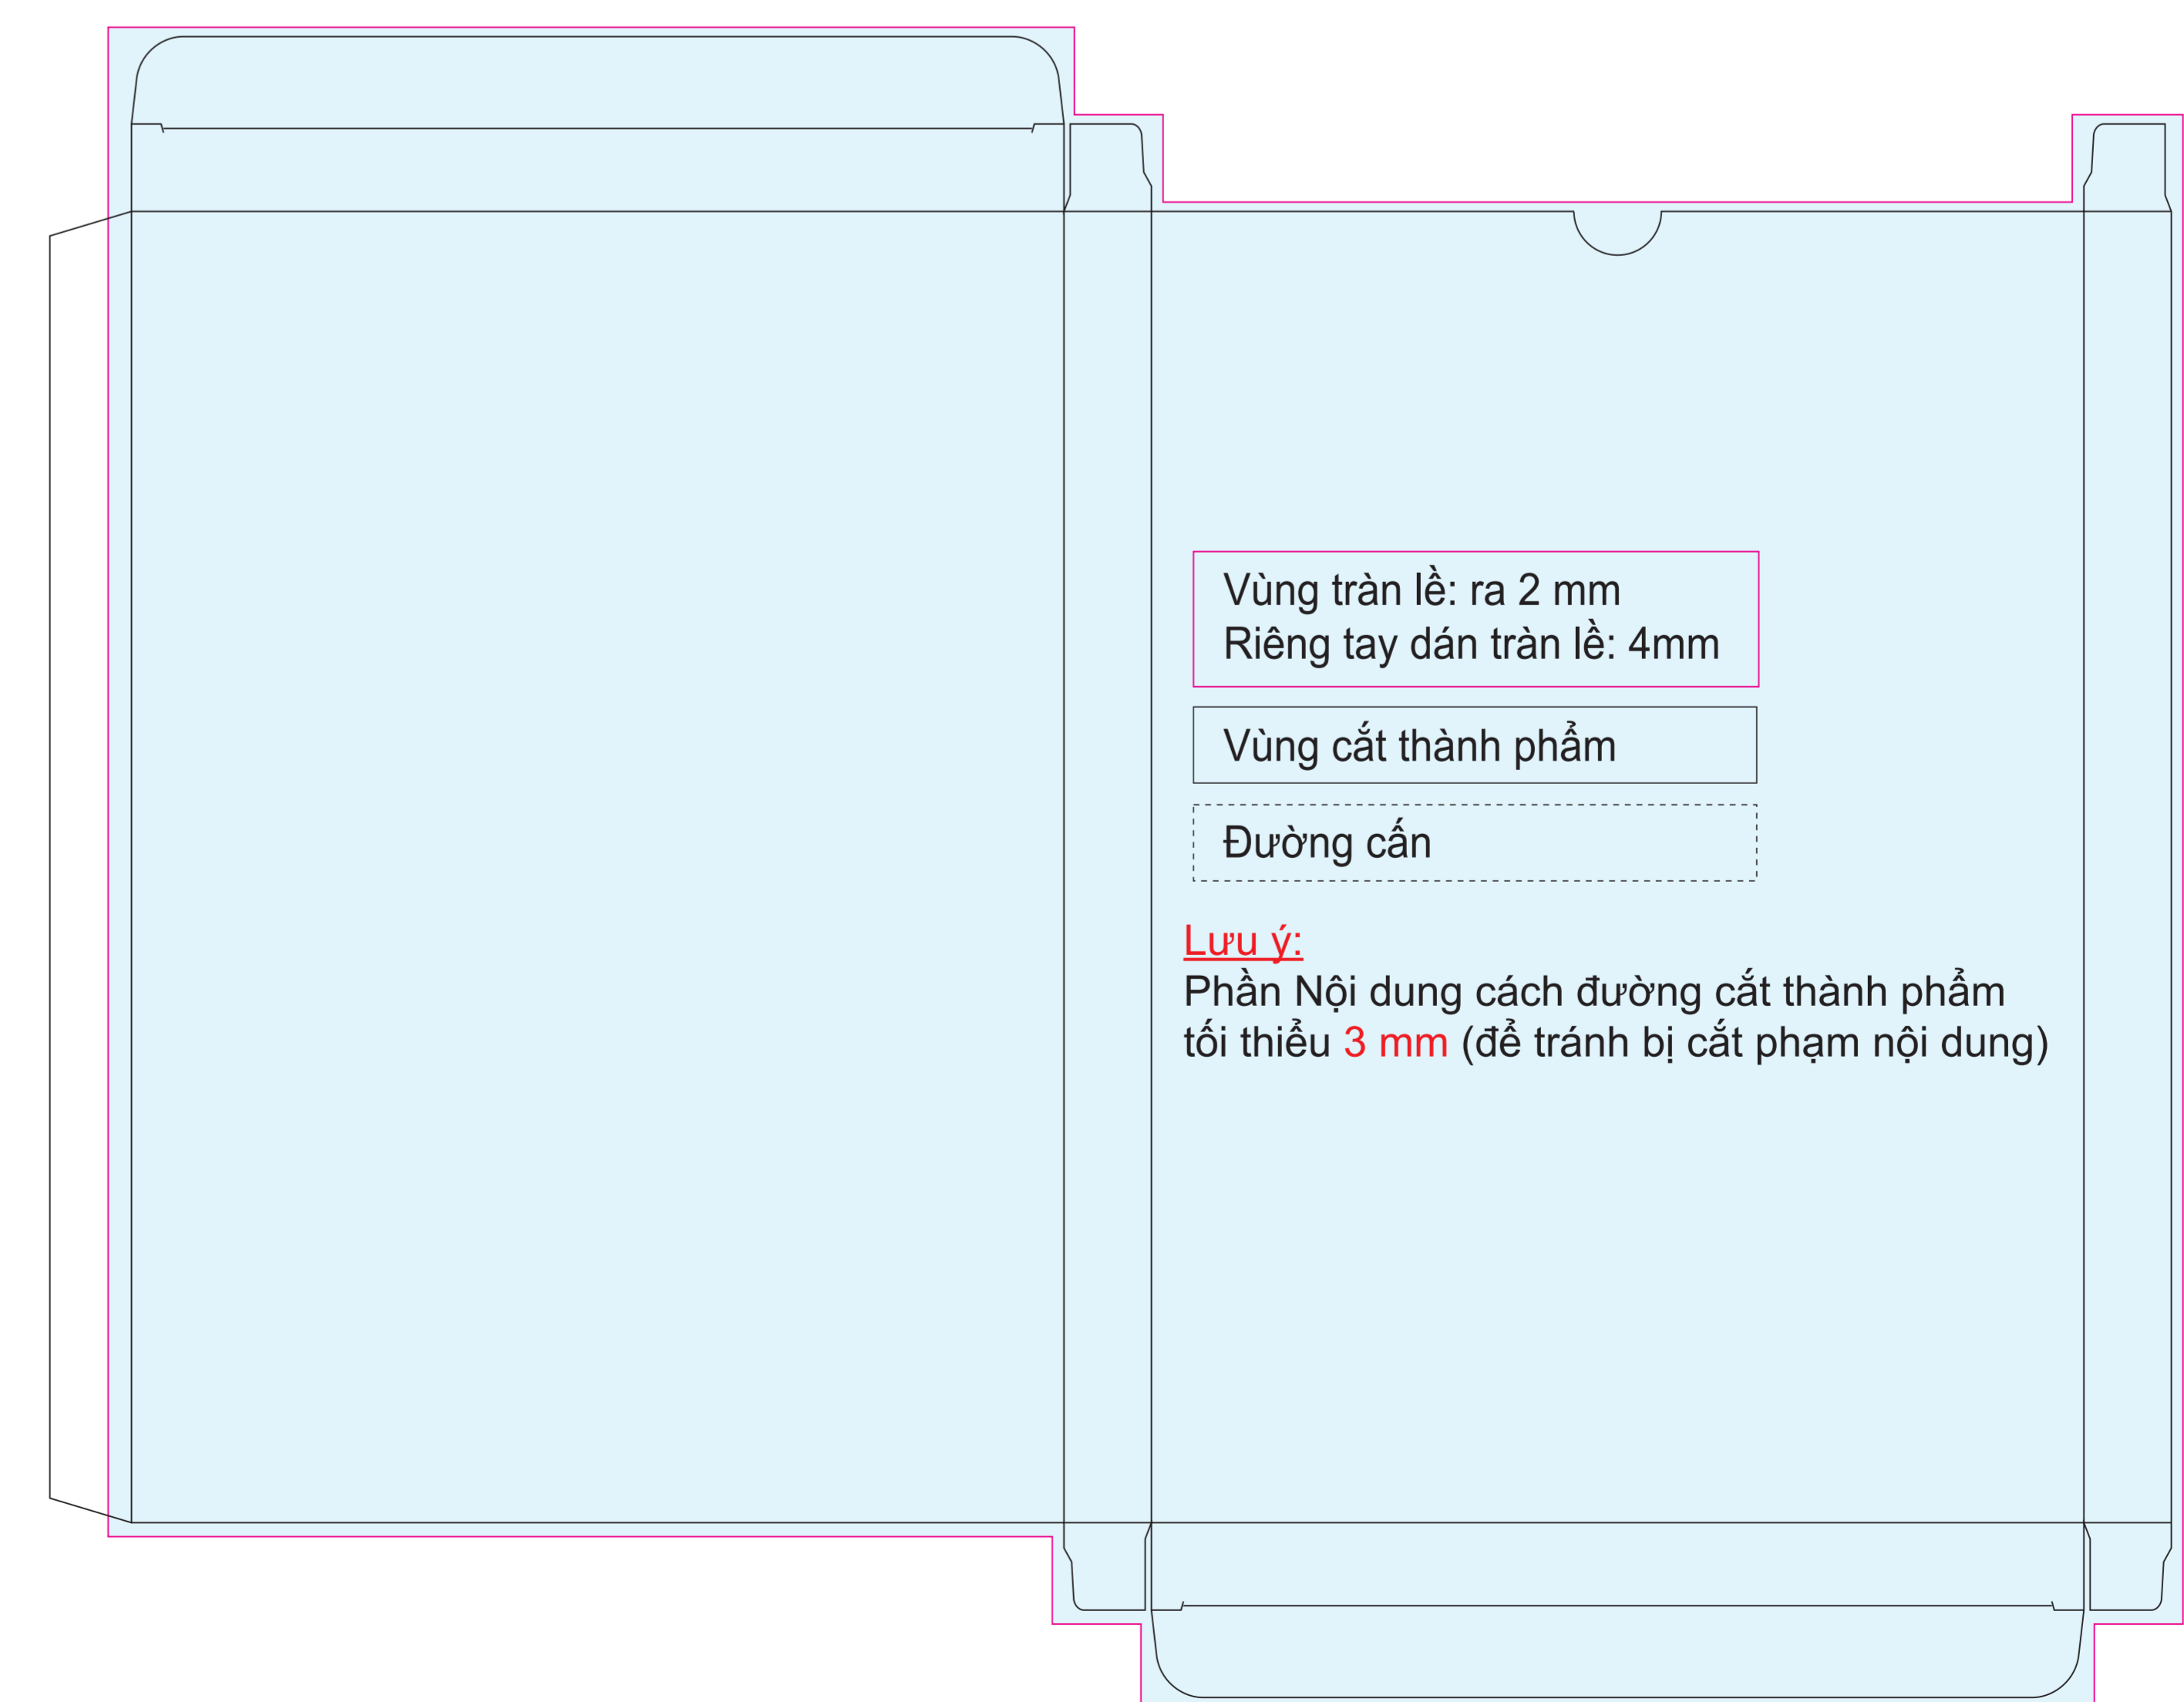 Vùng tràn lề: ra 2 mm
Riêng tay dán tràn lề: 4mm
Vùng cắt thành phẩm
Đường cấn
Lưu ý:
Phần Nội dung cách đường cắt thành phẩm
tối thiểu 3 mm (để tránh bị cắt phạm nội dung)